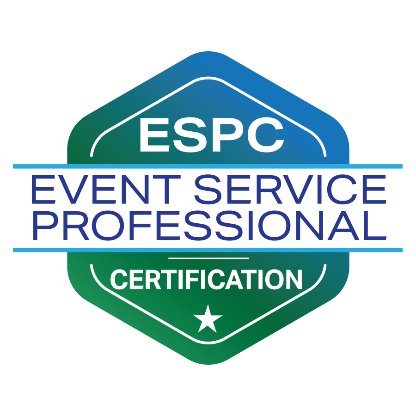 ESPC
EVENT SERVICE
PROFESSIONAL
CERTIFICATION